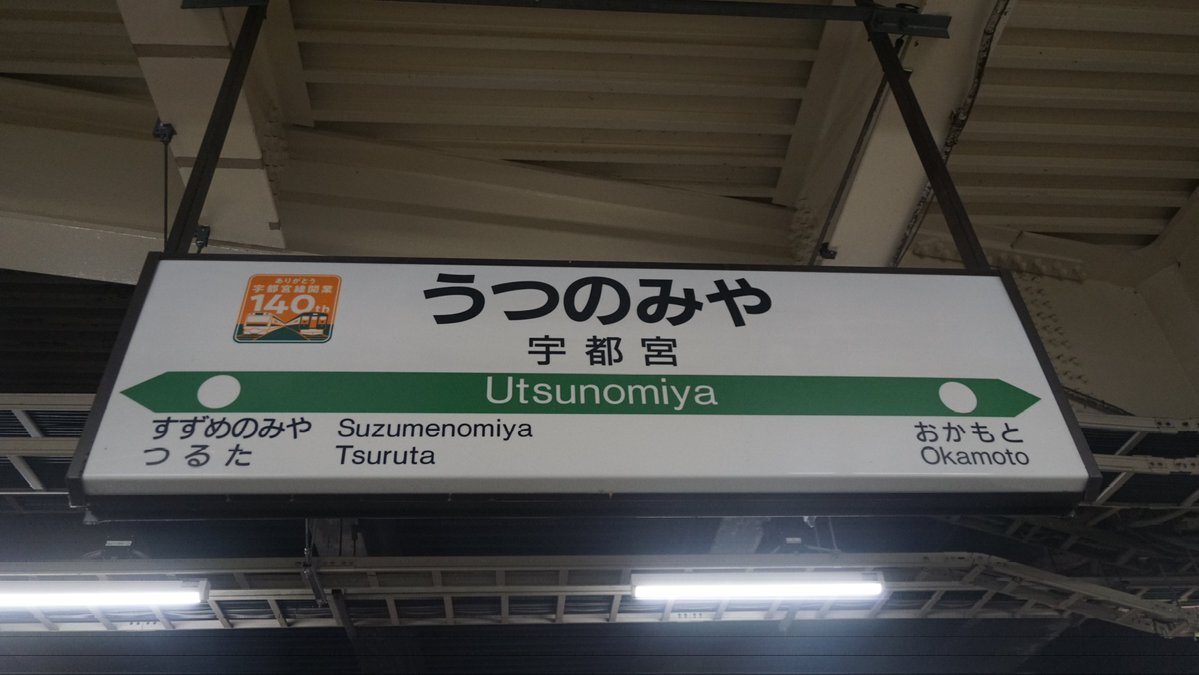 ありがとう
宇都宮線開業
140th
うつのみや
宇都宮
Utsunomiya
すずめのみや Suzumenomiya
つるた Tsuruta
おかもと
Okamoto